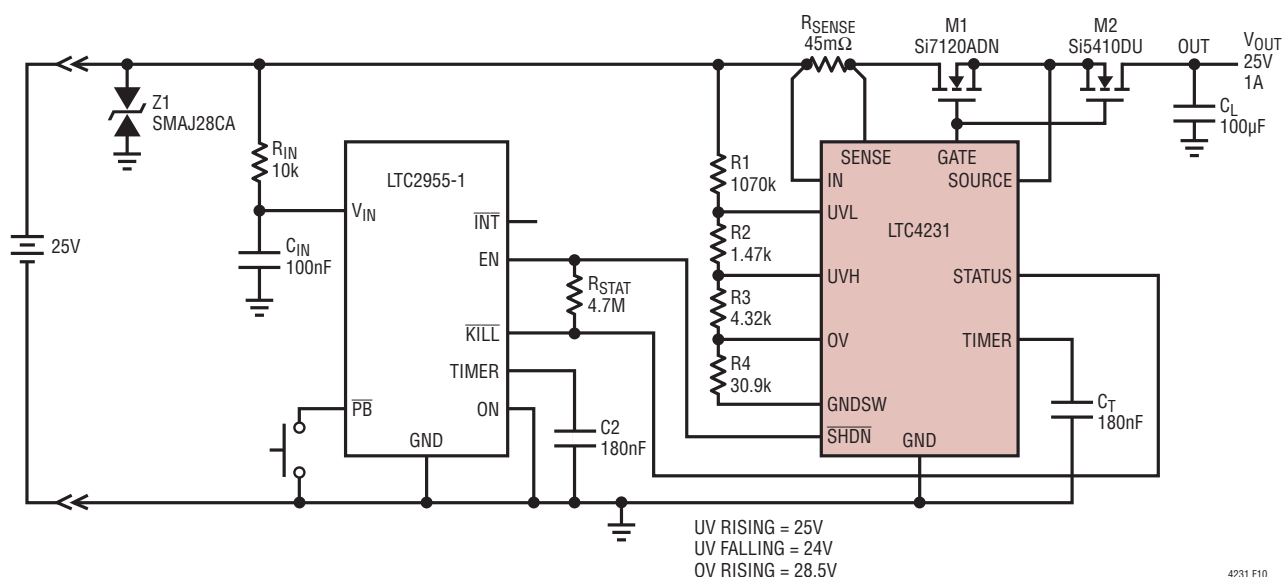 RSENSE
45mΩ
M1
Si7120ADN
M2
Si5410DU
OUT
VOUT
25V
1A
CL
100µF
Z1
SMAJ28CA
RIN
10k
LTC2955-1
VIN
INT
EN
KILL
TIMER
ON
PB
GND
CIN
100nF
25V
RSTAT
4.7M
C2
180nF
R1
1070k
R2
1.47k
R3
4.32k
R4
30.9k
SENSE
GATE
IN
SOURCE
UVL
LTC4231
UVH
STATUS
OV
TIMER
GNDSW
SHDN
GND
CT
180nF
UV RISING = 25V
UV FALLING = 24V
OV RISING = 28.5V
4231 F10